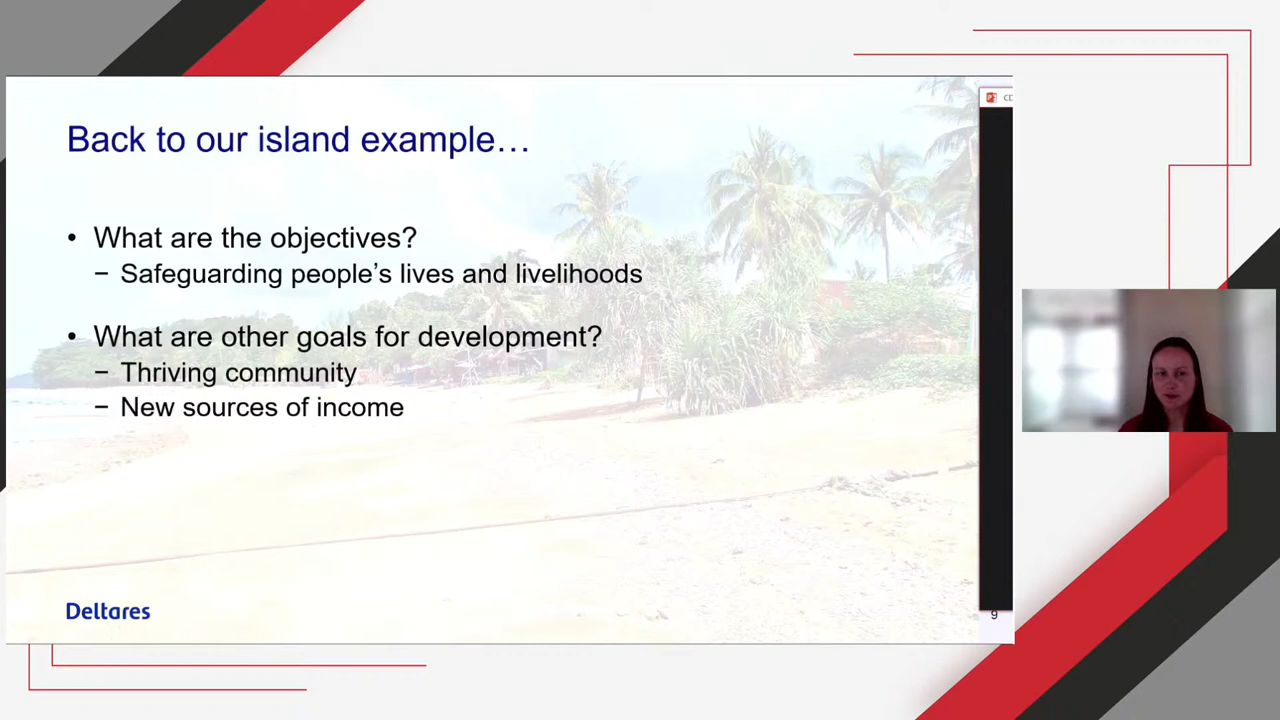 Back to our island example…
• What are the objectives?
− Safeguarding people’s lives and livelihoods
• What are other goals for development?
− Thriving community
− New sources of income
Deltares
9